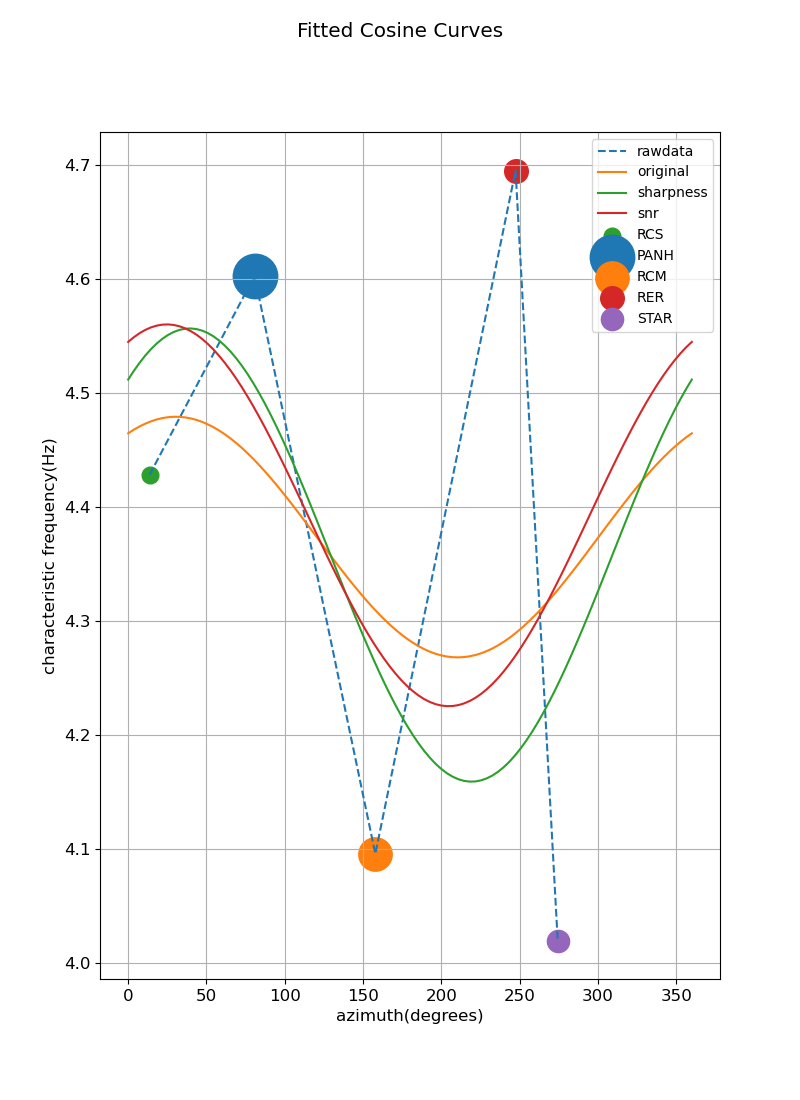 Fitted Cosine Curves
4.7
4.6
4.5
4.4
4.3
4.2
4.1
4.0
characteristic frequency(Hz)
rawdata
original
sharpness
snr
RCS
PANH
RCM
RER
STAR
0 50 100 150 200 250 300 350
azimuth(degrees)